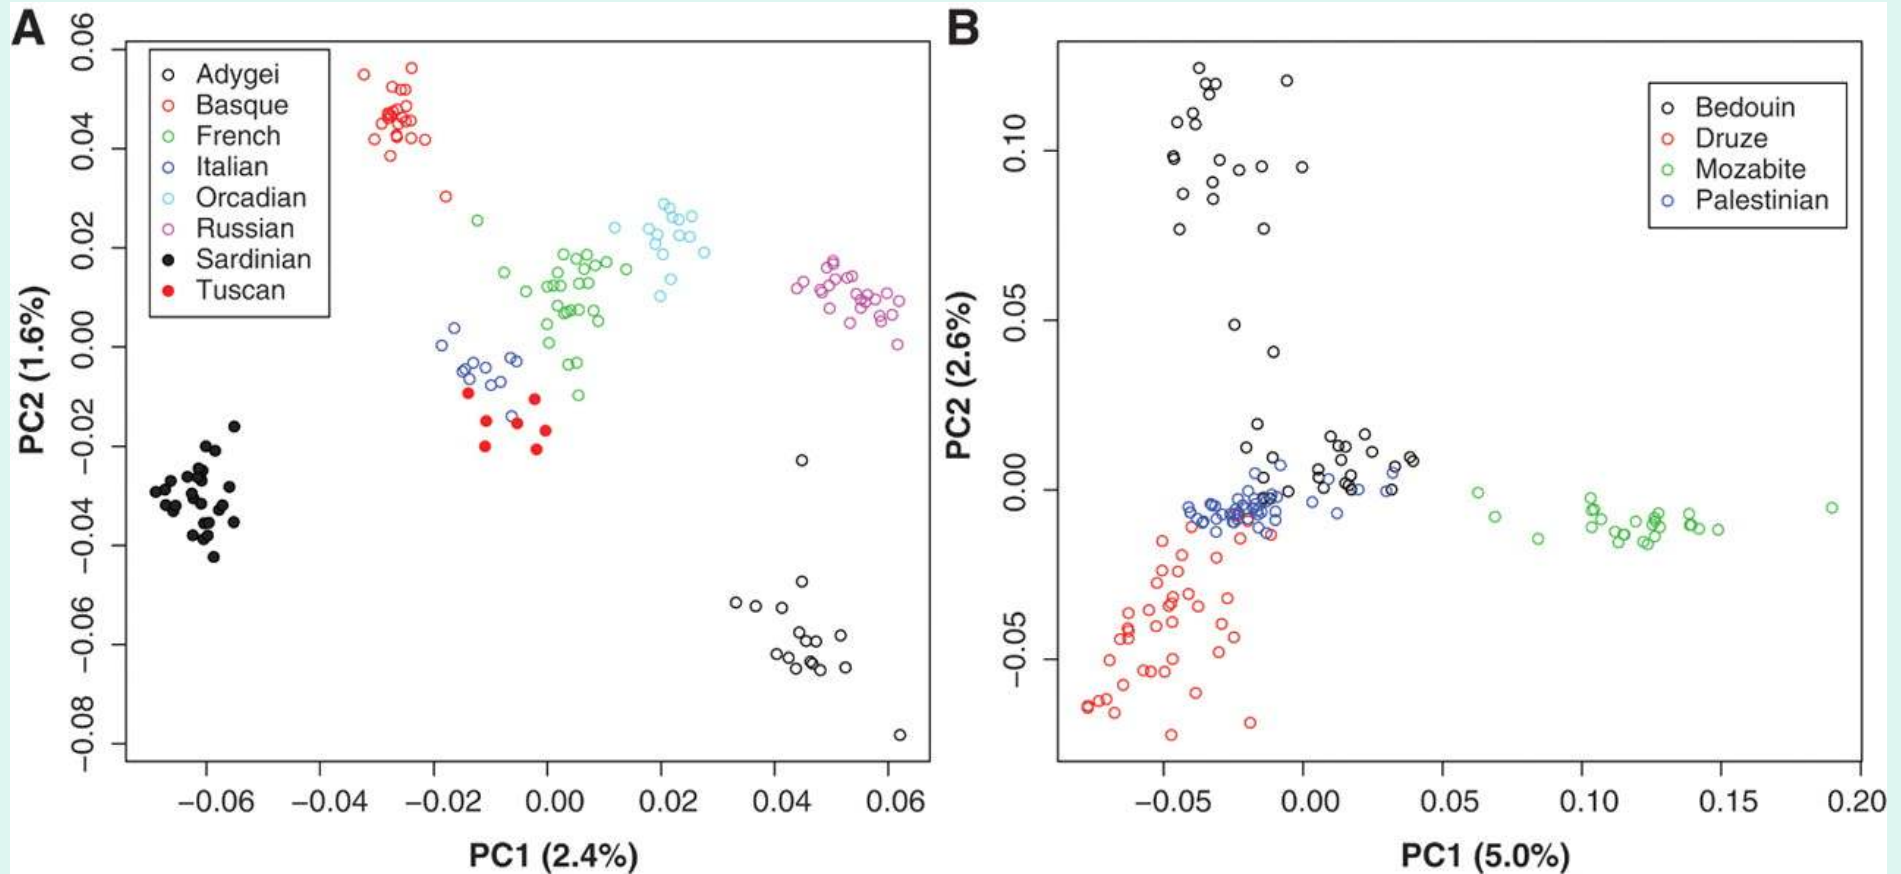 A
0.06
0.04
0.02
0.00
−0.02
−0.04
−0.06
−0.08
PC2 (1.6%)
Adygei
Basque
French
Italian
Orcadian
Russian
Sardinian
Tuscan
−0.06 −0.04 −0.02 0.00 0.02 0.04 0.06
PC1 (2.4%)
B
0.10
0.05
0.00
−0.05
PC2 (2.6%)
Bedouin
Druze
Mozabite
Palestinian
−0.05 0.00 0.05 0.10 0.15 0.20
PC1 (5.0%)